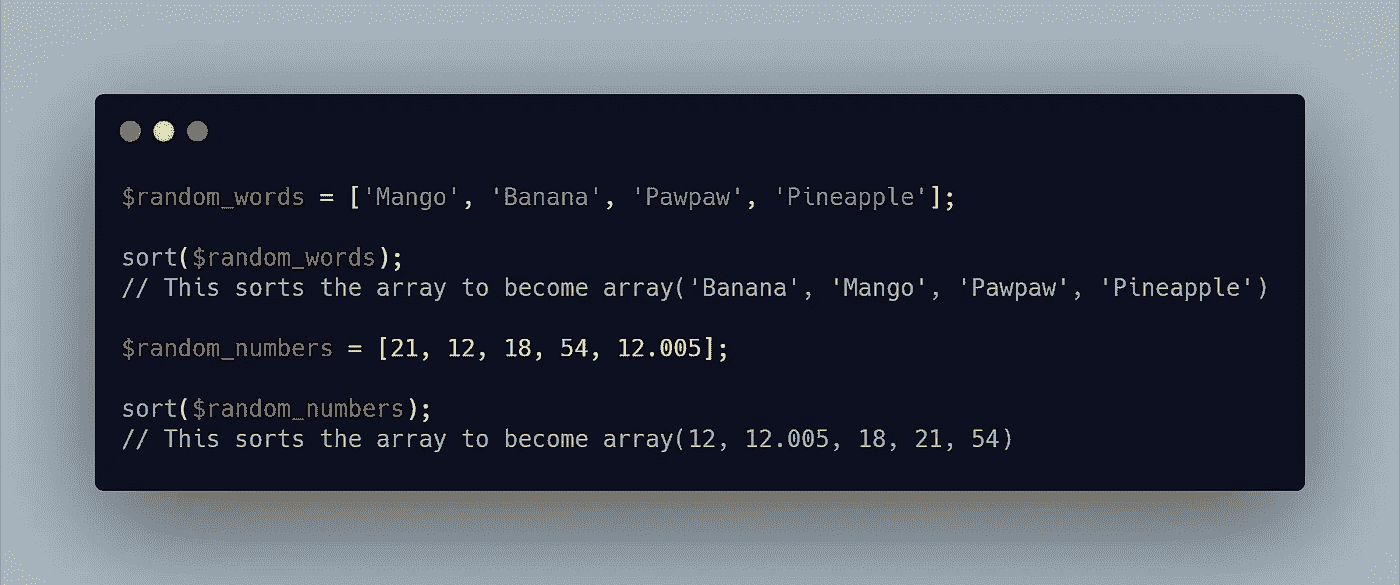 $random_words = ['Mango', 'Banana', 'Pawpaw', 'Pineapple'];
sort($random_words);
// This sorts the array to become array('Banana', 'Mango', 'Pawpaw', 'Pineapple')
$random_numbers = [21, 12, 18, 54, 12.005];
sort($random_numbers);
// This sorts the array to become array(12, 12.005, 18, 21, 54)